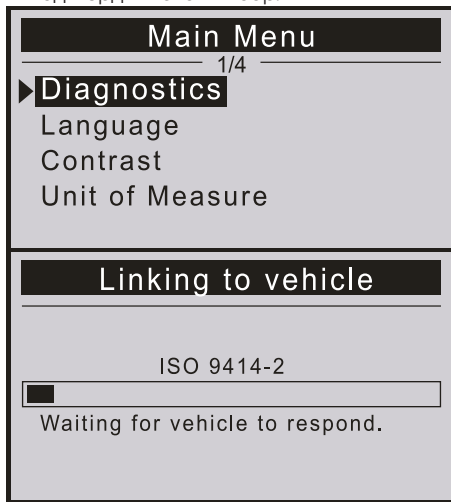 Main Menu
1/4
Diagnostics
Language
Contrast
Unit of Measure
Linking to vehicle
ISO 9414-2
Waiting for vehicle to respond.